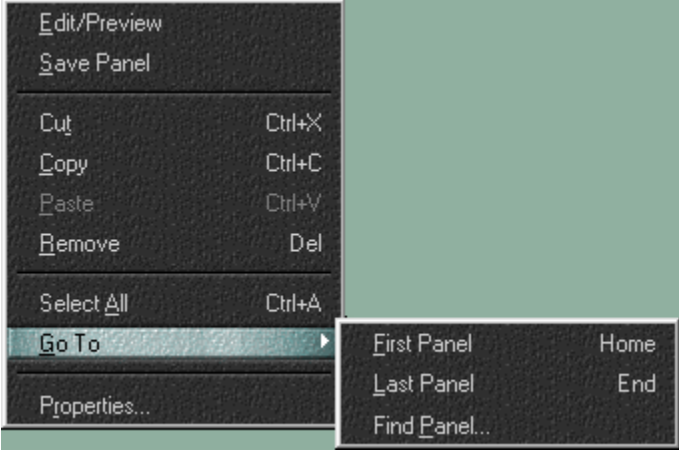 Edit/Preview
Save Panel
Cut Ctrl+X
Copy Ctrl+C
Paste Ctrl+V
Remove Del
Select All Ctrl+A
Go To
First Panel Home
Last Panel End
Find Panel...
Properties...